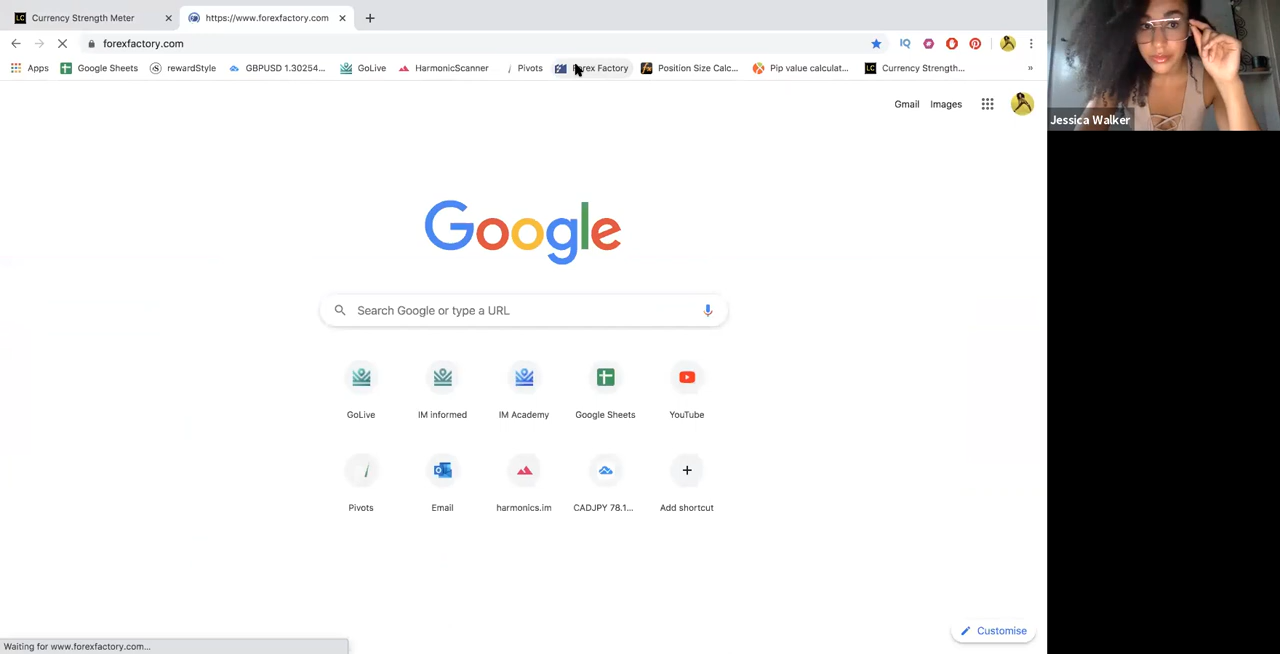 Currency Strength Meter
https://www.forexfactory.com
forexfactory.com
IQ
Apps Google Sheets rewardStyle GBPUSD 1.30254... GoLive HarmonicScanner Pivots Forex Factory Position Size Calc... Pip value calculat... LC Currency Strength... »
Gmail Images
Jessica Walker
Google
Search Google or type a URL
GoLive IM informed IM Academy Google Sheets YouTube
Pivots Email harmonics.im CADJPY 78.1... Add shortcut
Customise
Waiting for www.forexfactory.com...